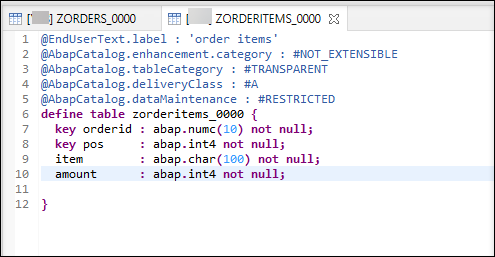 [ ] ZORDERS_0000
[ ] ZORDERITEMS_0000
1 @EndUserText.label : 'order items'
2 @AbapCatalog.enhancement.category : #NOT_EXTENSIBLE
3 @AbapCatalog.tableCategory : #TRANSPARENT
4 @AbapCatalog.deliveryClass : #A
5 @AbapCatalog.dataMaintenance : #RESTRICTED
6 define table zorderitems_0000 {
7 key orderid : abap.numc(10) not null;
8 key pos : abap.int4 not null;
9 item : abap.char(100) not null;
10 amount : abap.int4 not null;
11
12 }